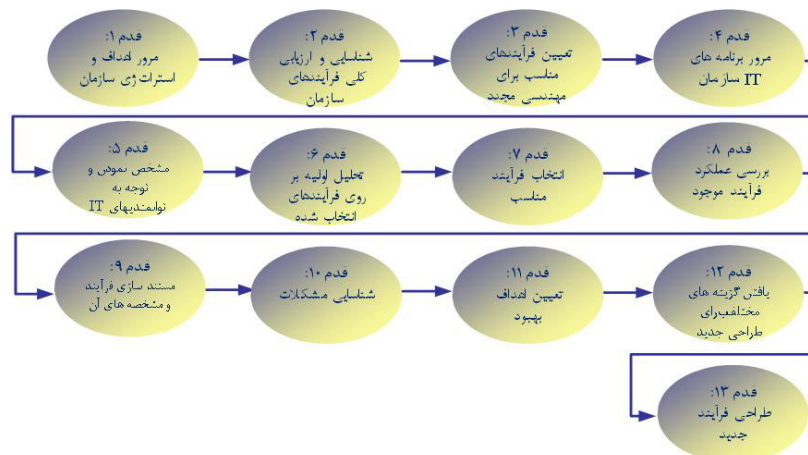 قدم ۱:
مرور اهداف و
استراتژی سازمان
قدم ۲:
شناسایی و ارزیابی
کلی فرآیندهای
سازمان
قدم ۳:
تعیین فرآیندهای
مناسب برای
مهندسی مجدد
قدم ۴:
مرور برنامه های
IT سازمان
قدم ۵:
مشخص نمودن و
توجه به
توانمندیهای IT
قدم ۶:
تحلیل اولیه بر
روی فرآیندهای
انتخاب شده
قدم ۷:
انتخاب فرآیند
مناسب
قدم ۸:
بررسی عملکرد
فرآیند موجود
قدم ۹:
مستند سازی فرآیند
و مشخصه های آن
قدم ۱۰:
شناسایی مشکلات
قدم ۱۱:
تعیین اهداف
بهبود
قدم ۱۲:
یافتن گزینه های
مختلف برای
طراحی جدید
قدم ۱۳:
طراحی فرآیند
جدید